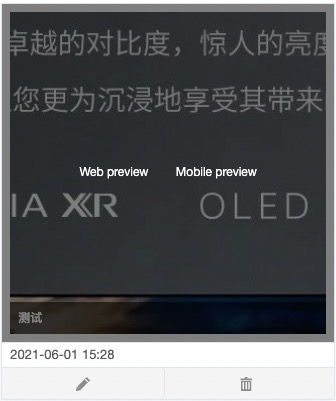 卓越的对比度，惊人的亮度
您更为沉浸地享受其带来
Web preview Mobile preview
IA XR OLED
测试
2021-06-01 15:28